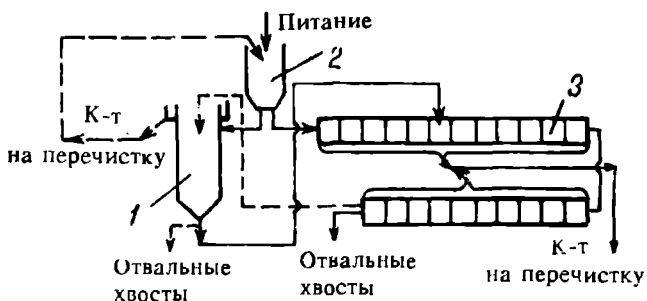 Питание
2
К-т
на перечистку
3
1
Отвальные
хвосты
Отвальные
хвосты
К-т
на перечистку